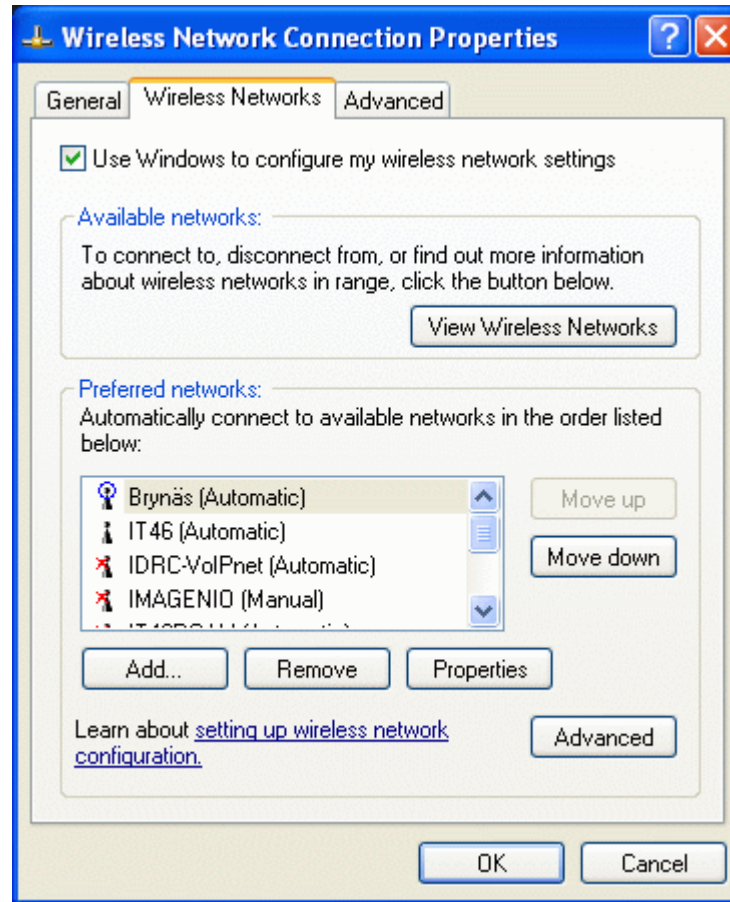 Wireless Network Connection Properties
General Wireless Networks Advanced
Use Windows to configure my wireless network settings
Available networks:
To connect to, disconnect from, or find out more information
about wireless networks in range, click the button below.
View Wireless Networks
Preferred networks:
Automatically connect to available networks in the order listed
below:
Brynäs (Automatic)
IT46 (Automatic)
IDRC-VoIPnet (Automatic)
IMAGENIO (Manual)
Move up
Move down
Add... Remove Properties
Learn about setting up wireless network
configuration.
Advanced
OK Cancel